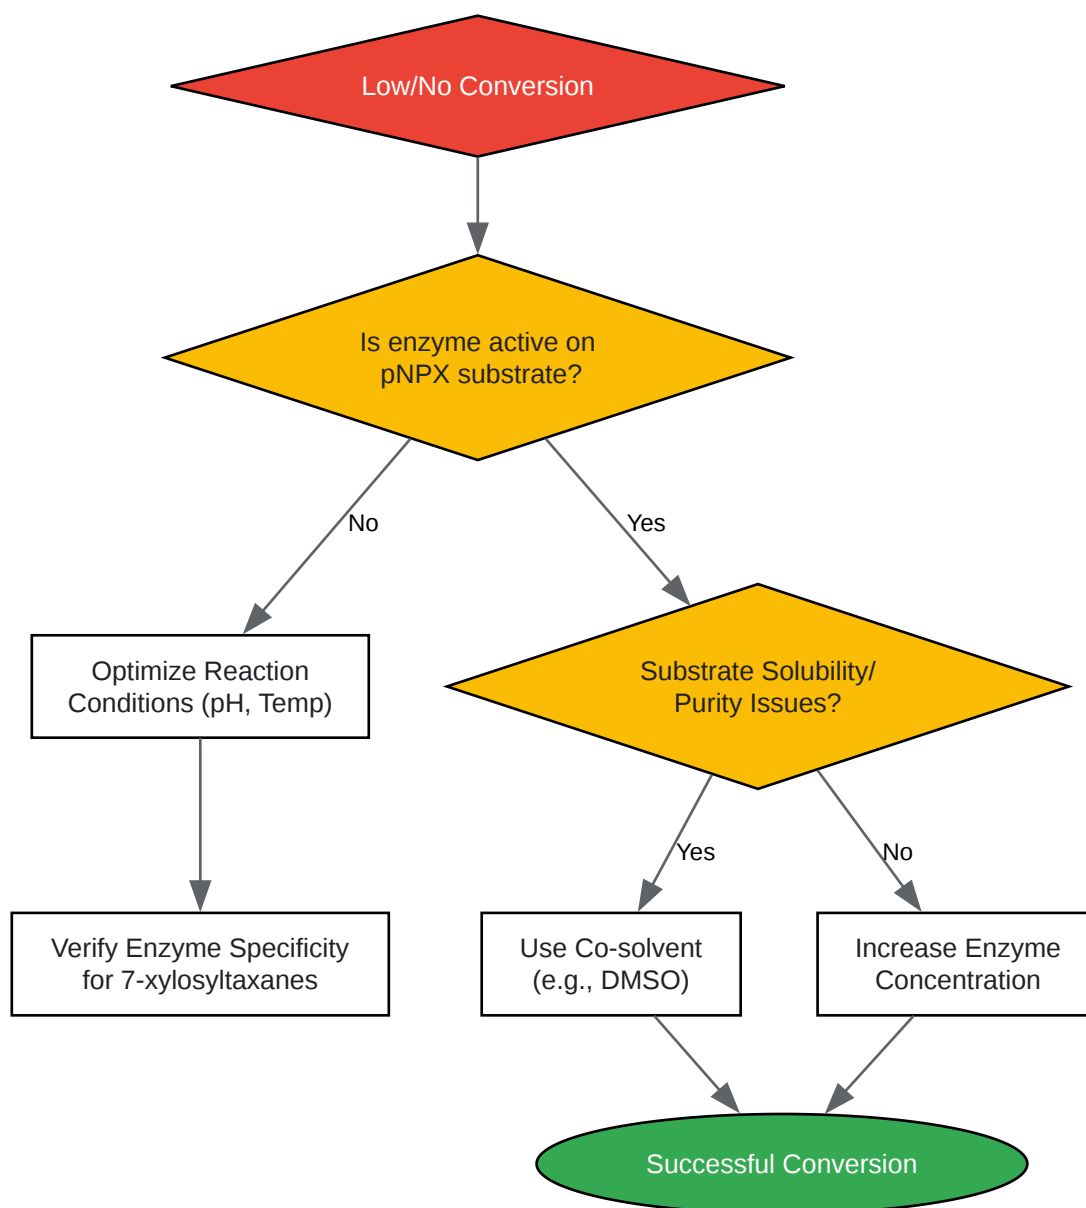 Low/No Conversion
Is enzyme active on
pNPX substrate?
No
Yes
Optimize Reaction
Conditions (pH, Temp)
Substrate Solubility/
Purity Issues?
Yes
No
Verify Enzyme Specificity
for 7-xylosyltaxanes
Use Co-solvent
(e.g., DMSO)
Increase Enzyme
Concentration
Successful Conversion